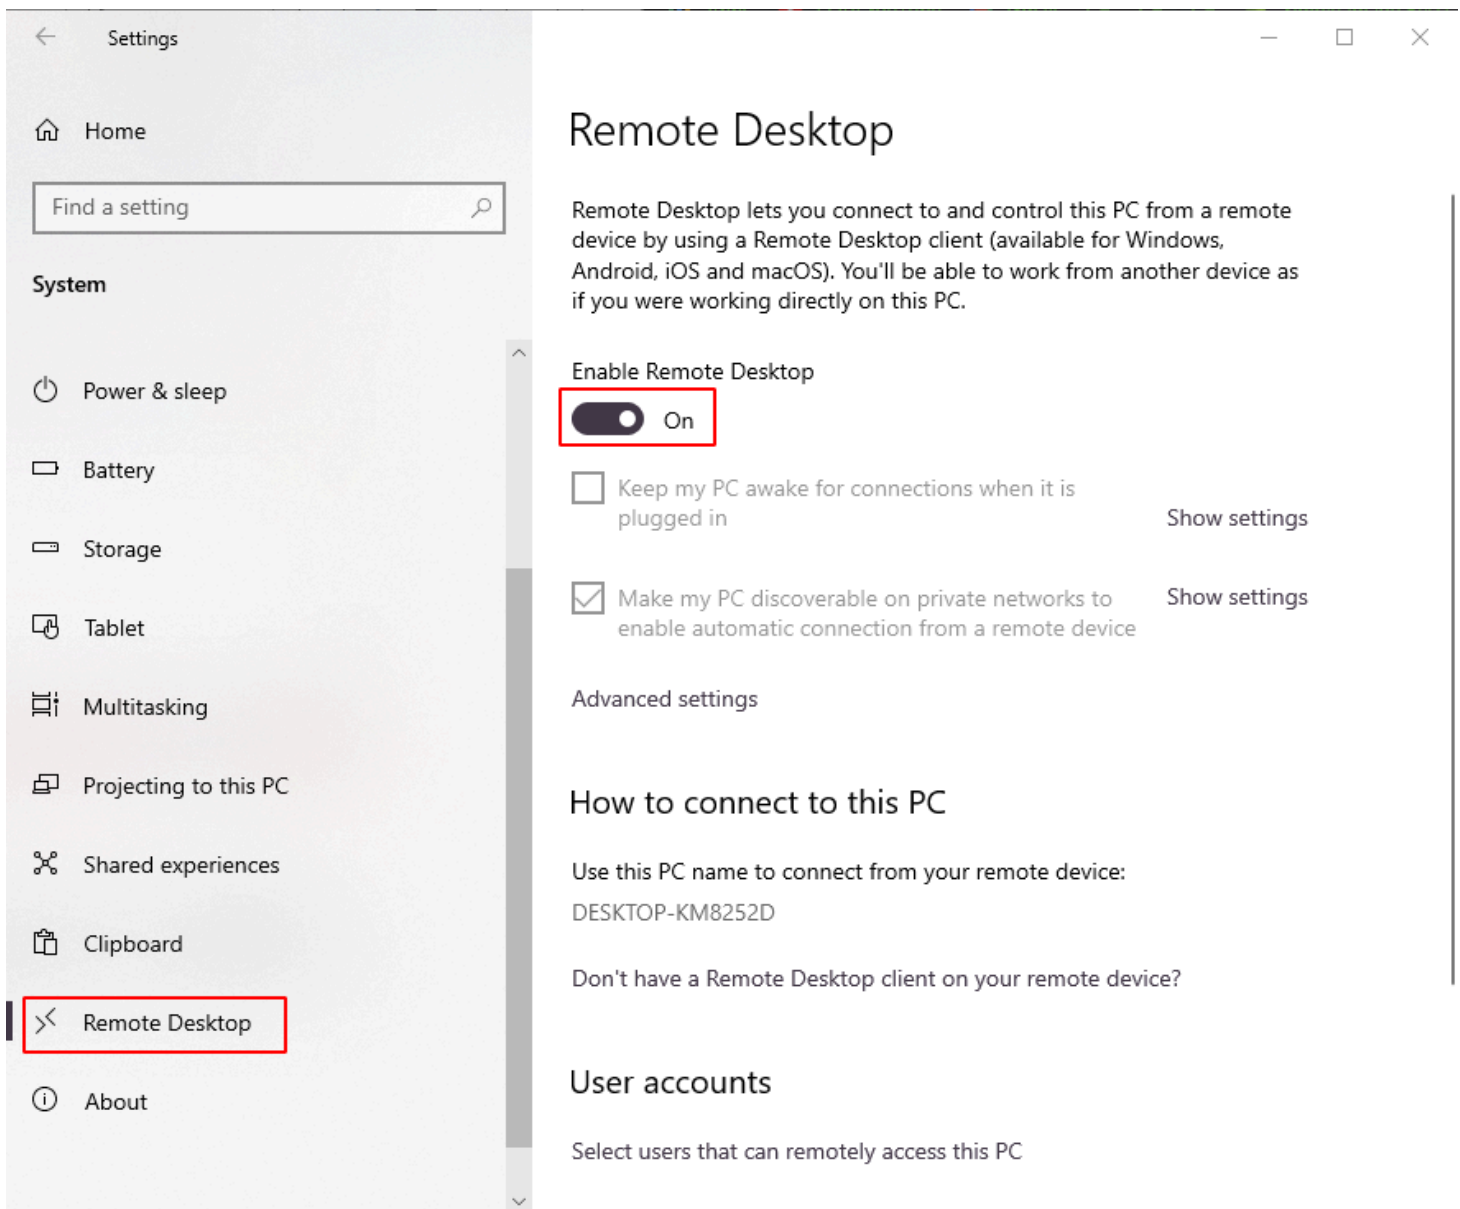 Settings
Home
Find a setting
System
Power & sleep
Battery
Storage
Tablet
Multitasking
Projecting to this PC
Shared experiences
Clipboard
Remote Desktop
About
Remote Desktop
Remote Desktop lets you connect to and control this PC from a remote
device by using a Remote Desktop client (available for Windows,
Android, iOS and macOS). You'll be able to work from another device as
if you were working directly on this PC.
Enable Remote Desktop
On
Keep my PC awake for connections when it is
plugged in
Show settings
Make my PC discoverable on private networks to
enable automatic connection from a remote device
Show settings
Advanced settings
How to connect to this PC
Use this PC name to connect from your remote device:
DESKTOP-KM8252D
Don't have a Remote Desktop client on your remote device?
User accounts
Select users that can remotely access this PC